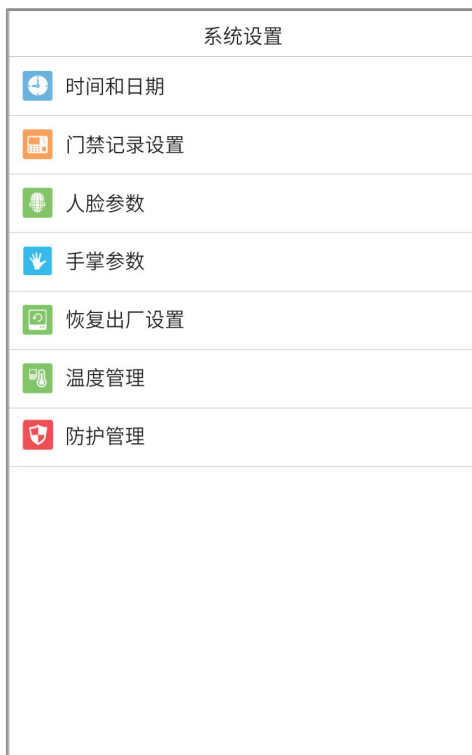 系统设置
时间和日期
门禁记录设置
人脸参数
手掌参数
恢复出厂设置
温度管理
防护管理